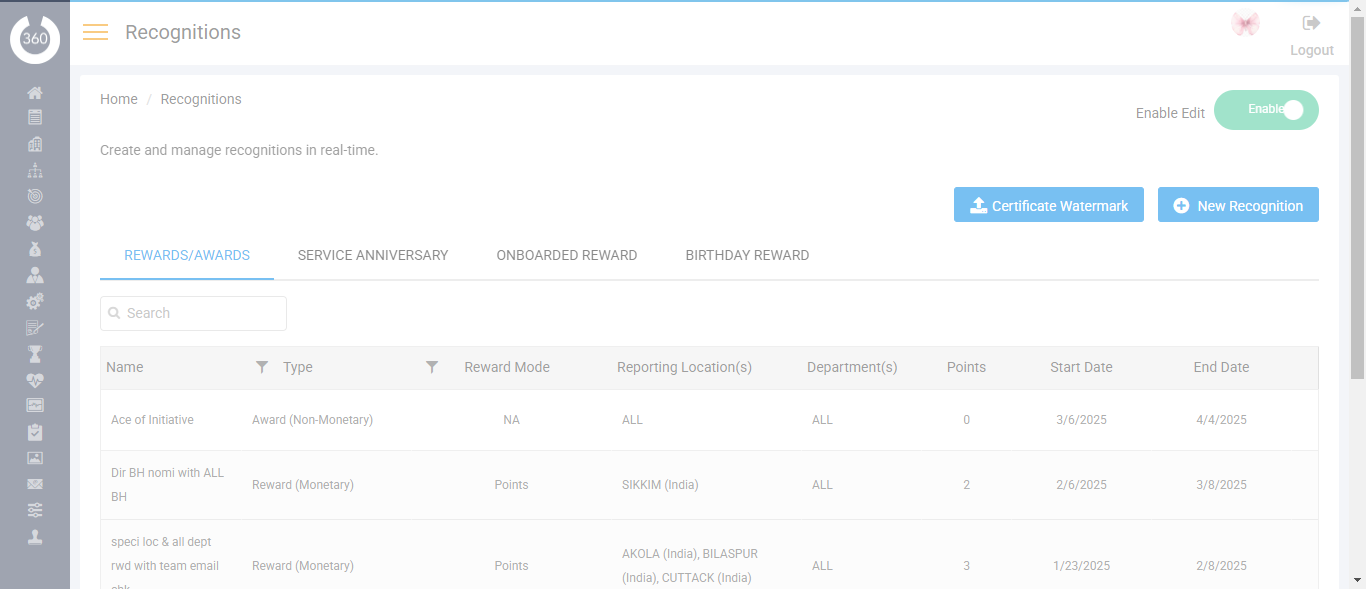 360
Recognitions
Logout
Home / Recognitions
Enable Edit
Enable
Create and manage recognitions in real-time.
Certificate Watermark
New Recognition
REWARDS/AWARDS SERVICE ANNIVERSARY ONBOARDED REWARD BIRTHDAY REWARD
Search
Name Type Reward Mode Reporting Location(s) Department(s) Points Start Date End Date
Ace of Initiative Award (Non-Monetary) NA ALL ALL 0 3/6/2025 4/4/2025
Dir BH nomi with ALL
BH
Reward (Monetary) Points SIKKIM (India) ALL 2 2/6/2025 3/8/2025
speci loc & all dept
rwd with team email
Reward (Monetary) Points
AKOLA (India), BILASPUR
(India), CUTTACK (India)
ALL 3 1/23/2025 2/8/2025